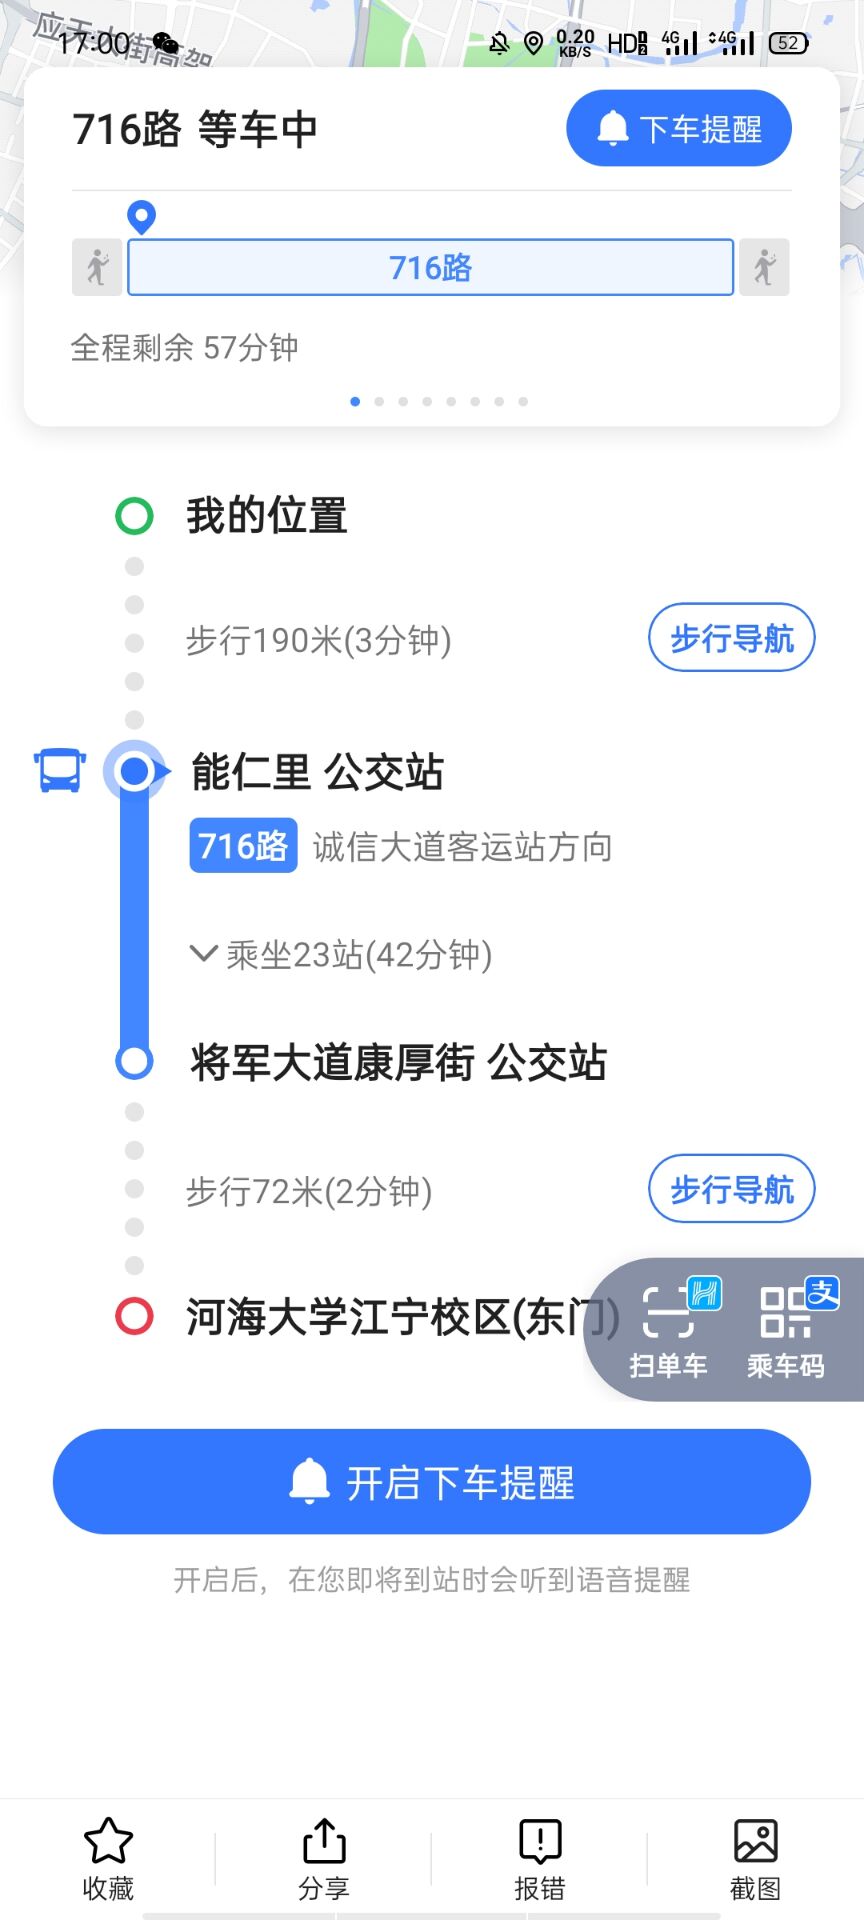 应天大街高架
17:00
0.20
KB/S
HD
4G
4G
52
716路 等车中
下车提醒
716路
全程剩余 57分钟
我的位置
步行190米(3分钟)
步行导航
能仁里 公交站
716路 诚信大道客运站方向
乘坐23站(42分钟)
将军大道康厚街 公交站
步行72米(2分钟)
步行导航
河海大学江宁校区(东门)
支
扫单车
乘车码
开启下车提醒
开启后，在您即将到站时会听到语音提醒
收藏
分享
报错
截图